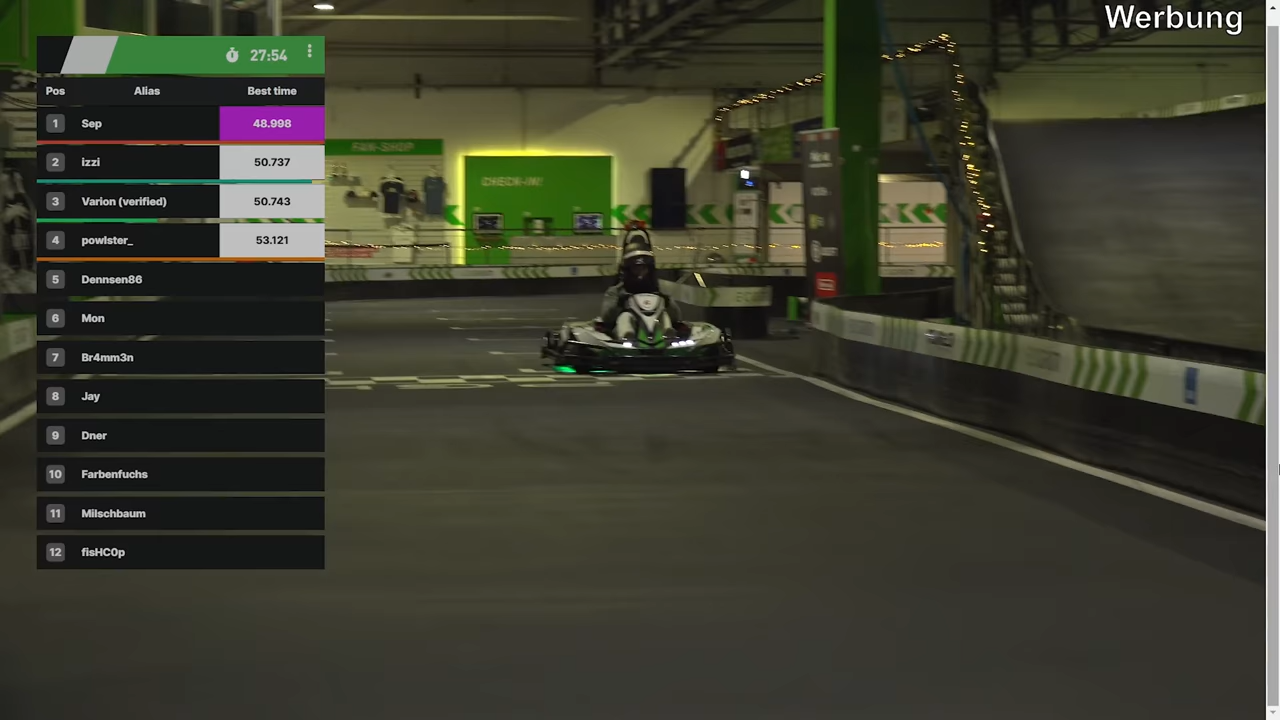 Werbung
27:54
Pos Alias Best time
1 Sep 48.998
2 izzi 50.737
3 Varion (verified) 50.743
4 powlster_ 53.121
5 Dennsen86
6 Mon
7 Br4mm3n
8 Jay
9 Dner
10 Farbenfuchs
11 Milschbaum
12 fisHC0p
FAN-SHOP
CHECK-IN!